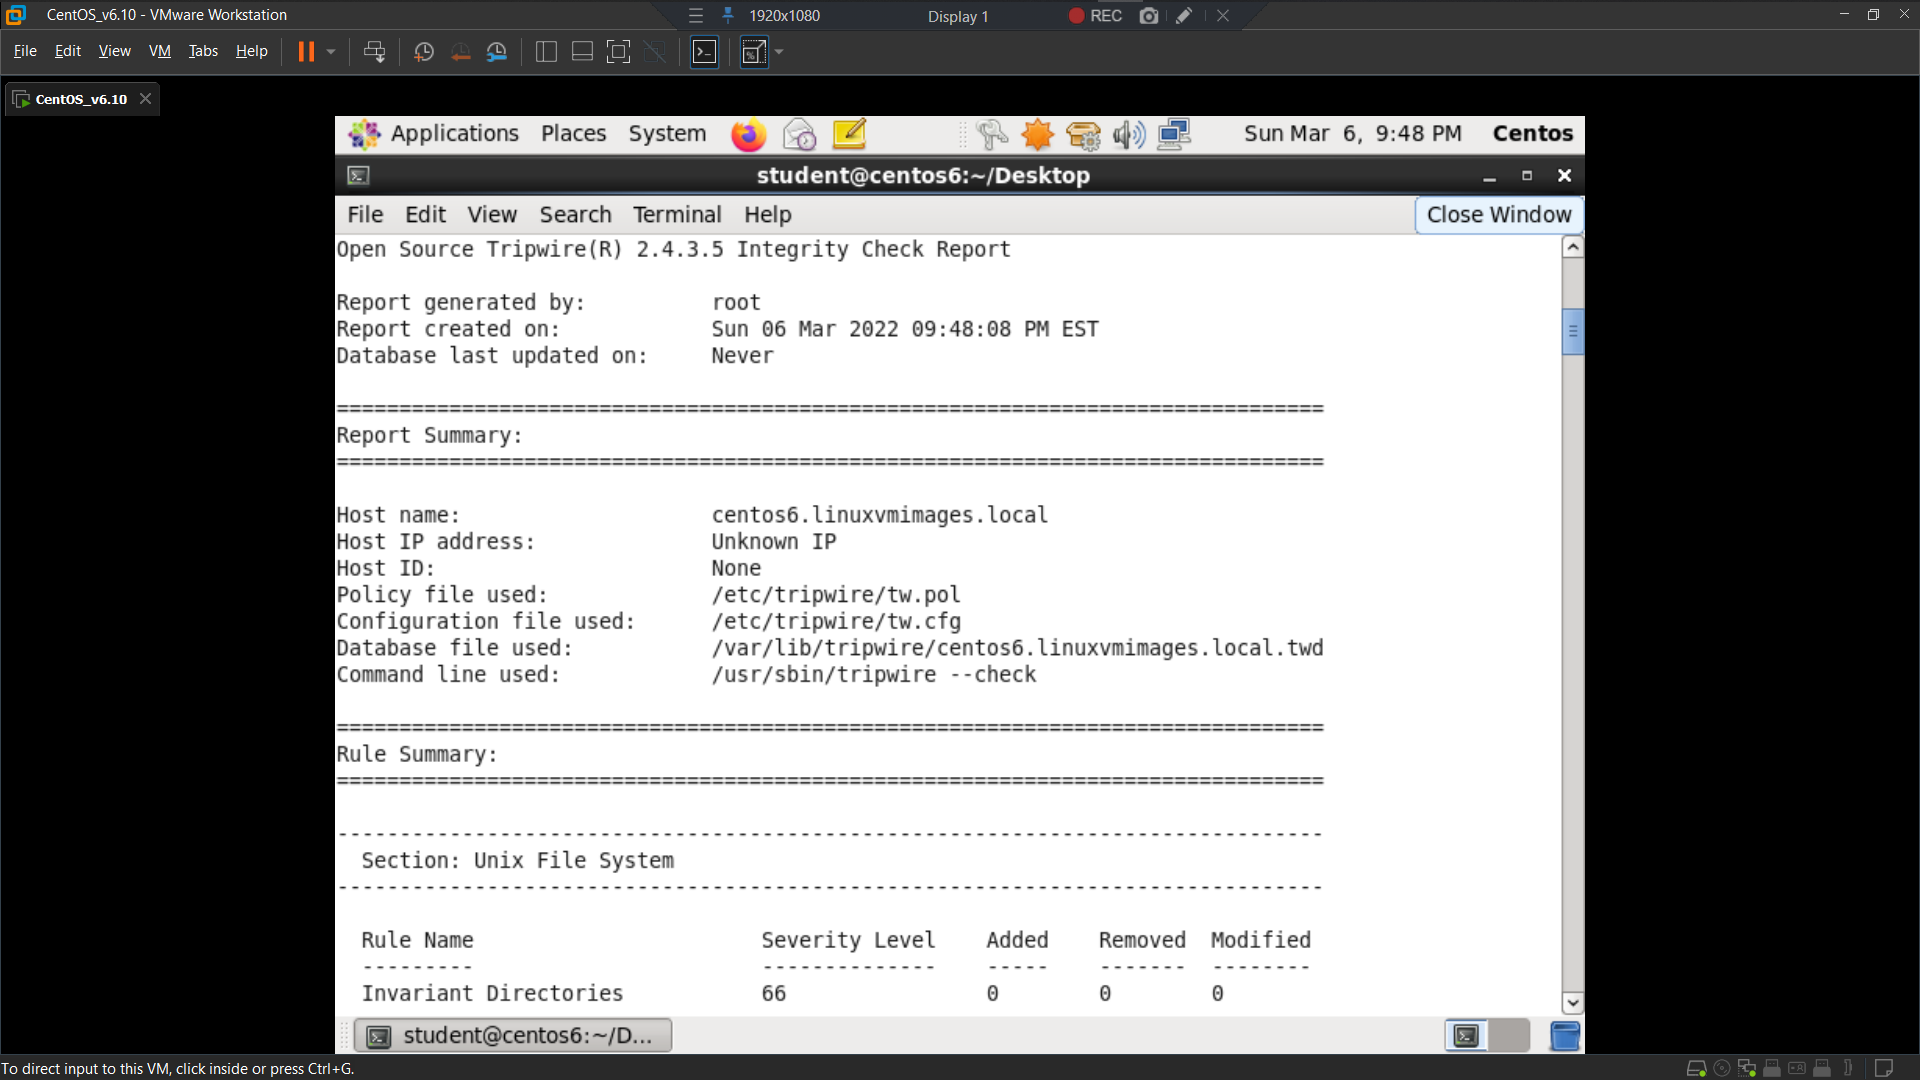 CentOS_v6.10 - VMware Workstation
1920x1080
Display 1
REC
File Edit View VM Tabs Help
CentOS_v6.10
Applications Places System
Sun Mar 6, 9:48 PM Centos
student@centos6:~/Desktop
File Edit View Search Terminal Help
Close Window
Open Source Tripwire(R) 2.4.3.5 Integrity Check Report
Report generated by: root
Report created on: Sun 06 Mar 2022 09:48:08 PM EST
Database last updated on: Never
===============================================================================
Report Summary:
===============================================================================
Host name: centos6.linuxvmimages.local
Host IP address: Unknown IP
Host ID: None
Policy file used: /etc/tripwire/tw.pol
Configuration file used: /etc/tripwire/tw.cfg
Database file used: /var/lib/tripwire/centos6.linuxvmimages.local.twd
Command line used: /usr/sbin/tripwire --check
===============================================================================
Rule Summary:
===============================================================================
-------------------------------------------------------------------------------
Section: Unix File System
-------------------------------------------------------------------------------
Rule Name Severity Level Added Removed Modified
--------- -------------- ----- ------- --------
Invariant Directories 66 0 0 0
student@centos6:~/D...
To direct input to this VM, click inside or press Ctrl+G.